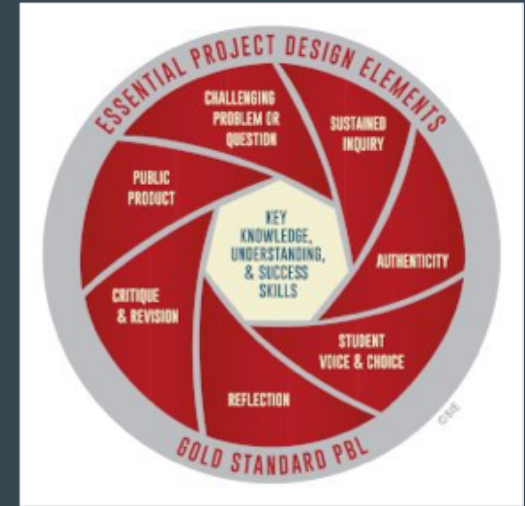 ESSENTIAL PROJECT DESIGN ELEMENTS
CHALLENGING
PROBLEM OR
QUESTION
SUSTAINED
INQUIRY
AUTHENTICITY
STUDENT
VOICE & CHOICE
REFLECTION
CRITIQUE
& REVISION
PUBLIC
PRODUCT
KEY
KNOWLEDGE,
UNDERSTANDING,
& SUCCESS
SKILLS
GOLD STANDARD PBL
©BIE